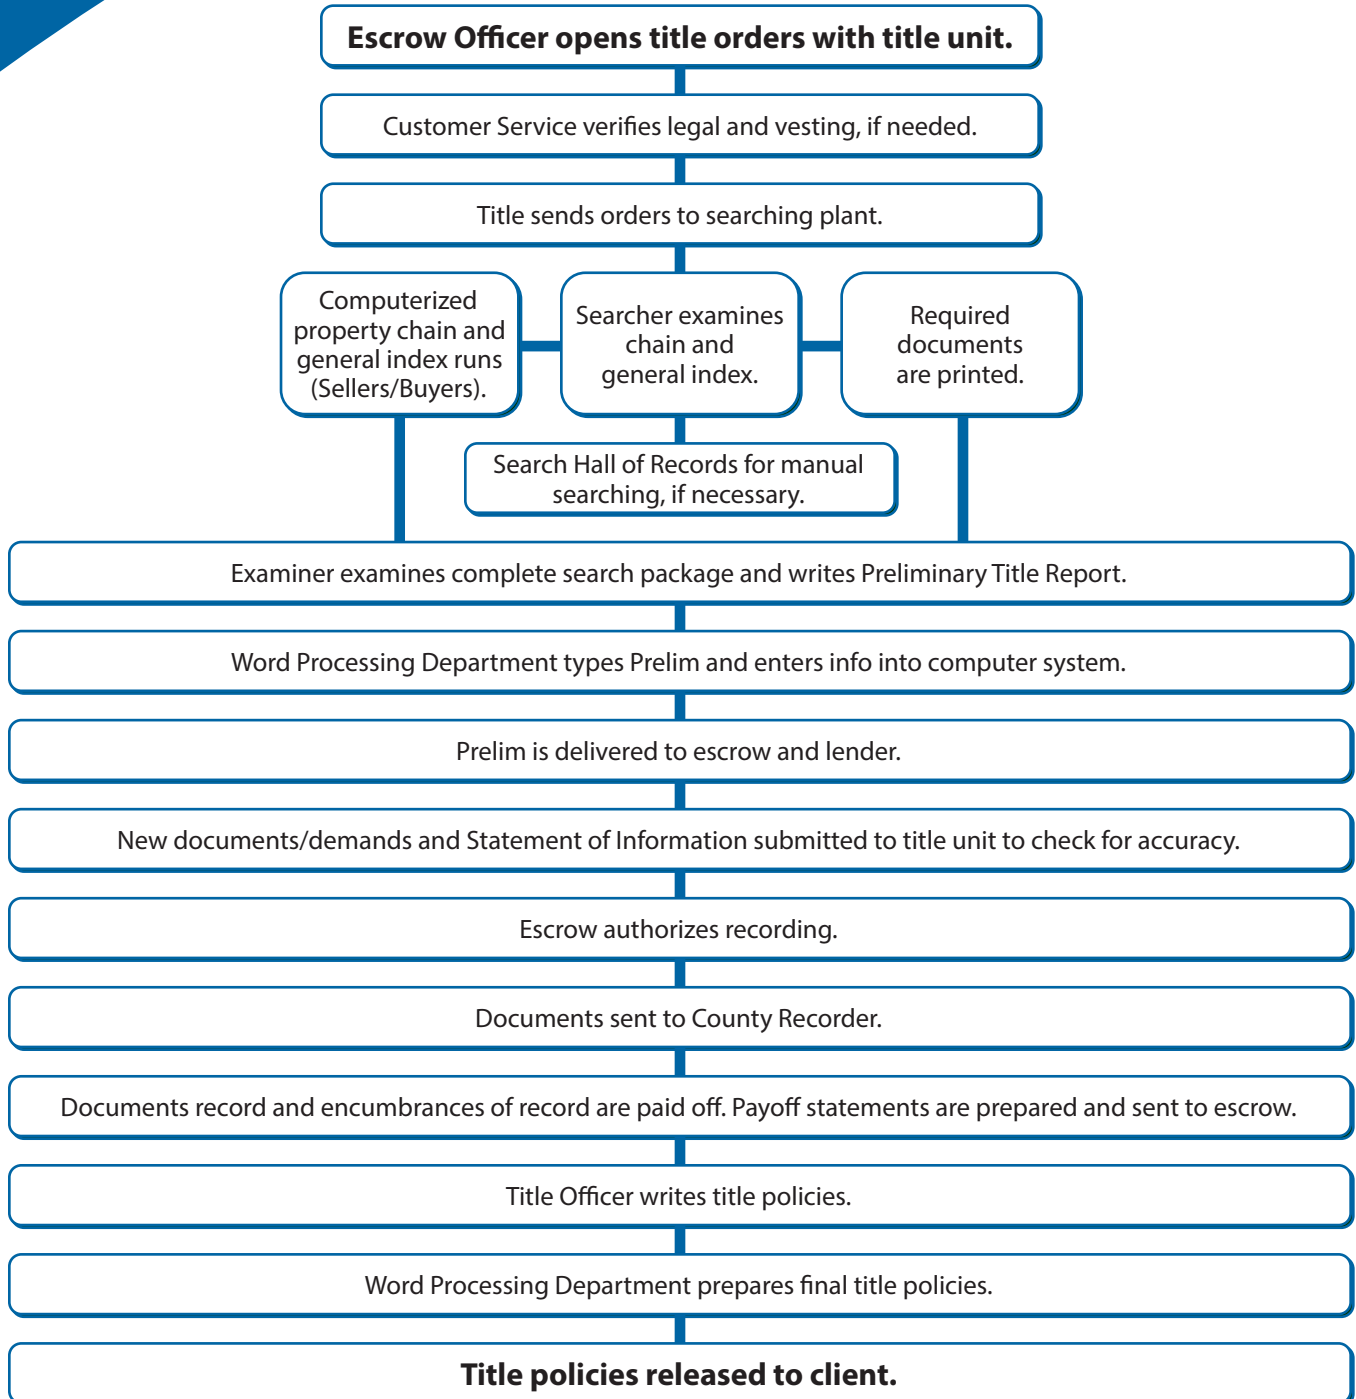 Escrow Officer opens title orders with title unit.
Customer Service verifies legal and vesting, if needed.
Title sends orders to searching plant.
Computerized
property chain and
general index runs
(Sellers/Buyers).
Searcher examines
chain and
general index.
Required
documents
are printed.
Search Hall of Records for manual
searching, if necessary.
Examiner examines complete search package and writes Preliminary Title Report.
Word Processing Department types Prelim and enters info into computer system.
Prelim is delivered to escrow and lender.
New documents/demands and Statement of Information submitted to title unit to check for accuracy.
Escrow authorizes recording.
Documents sent to County Recorder.
Documents record and encumbrances of record are paid off. Payoff statements are prepared and sent to escrow.
Title Officer writes title policies.
Word Processing Department prepares final title policies.
Title policies released to client.